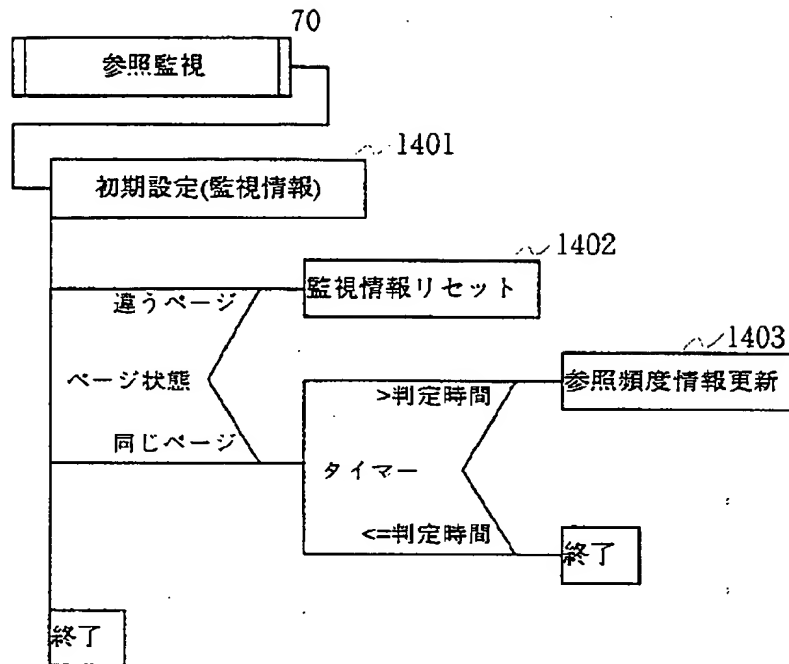 70
参照監視
1401
初期設定(監視情報)
1402
違うページ
監視情報リセット
1403
ページ状態
>判定時間
参照頻度情報更新
同じページ
タイマー
<=判定時間
終了
終了